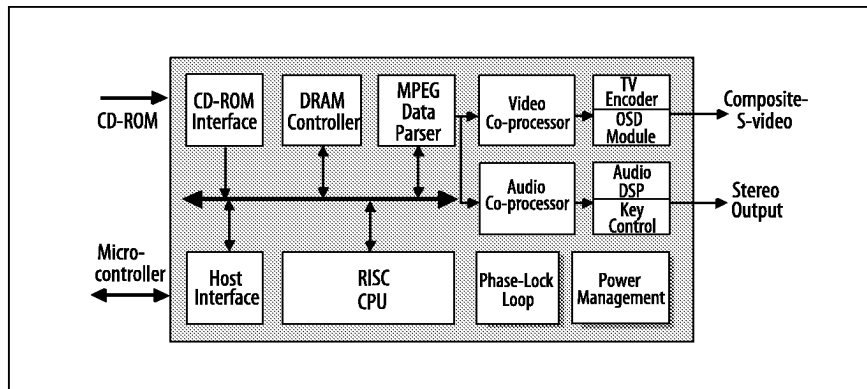 CD-ROM
CD-ROM
Interface
DRAM
Controller
MPEG
Data
Parser
Video
Co-processor
TV
Encoder
OSD
Module
Composite-
S-video
Audio
Co-processor
Audio
DSP
Key
Control
Stereo
Output
Micro-
controller
Host
Interface
RISC
CPU
Phase-Lock
Loop
Power
Management